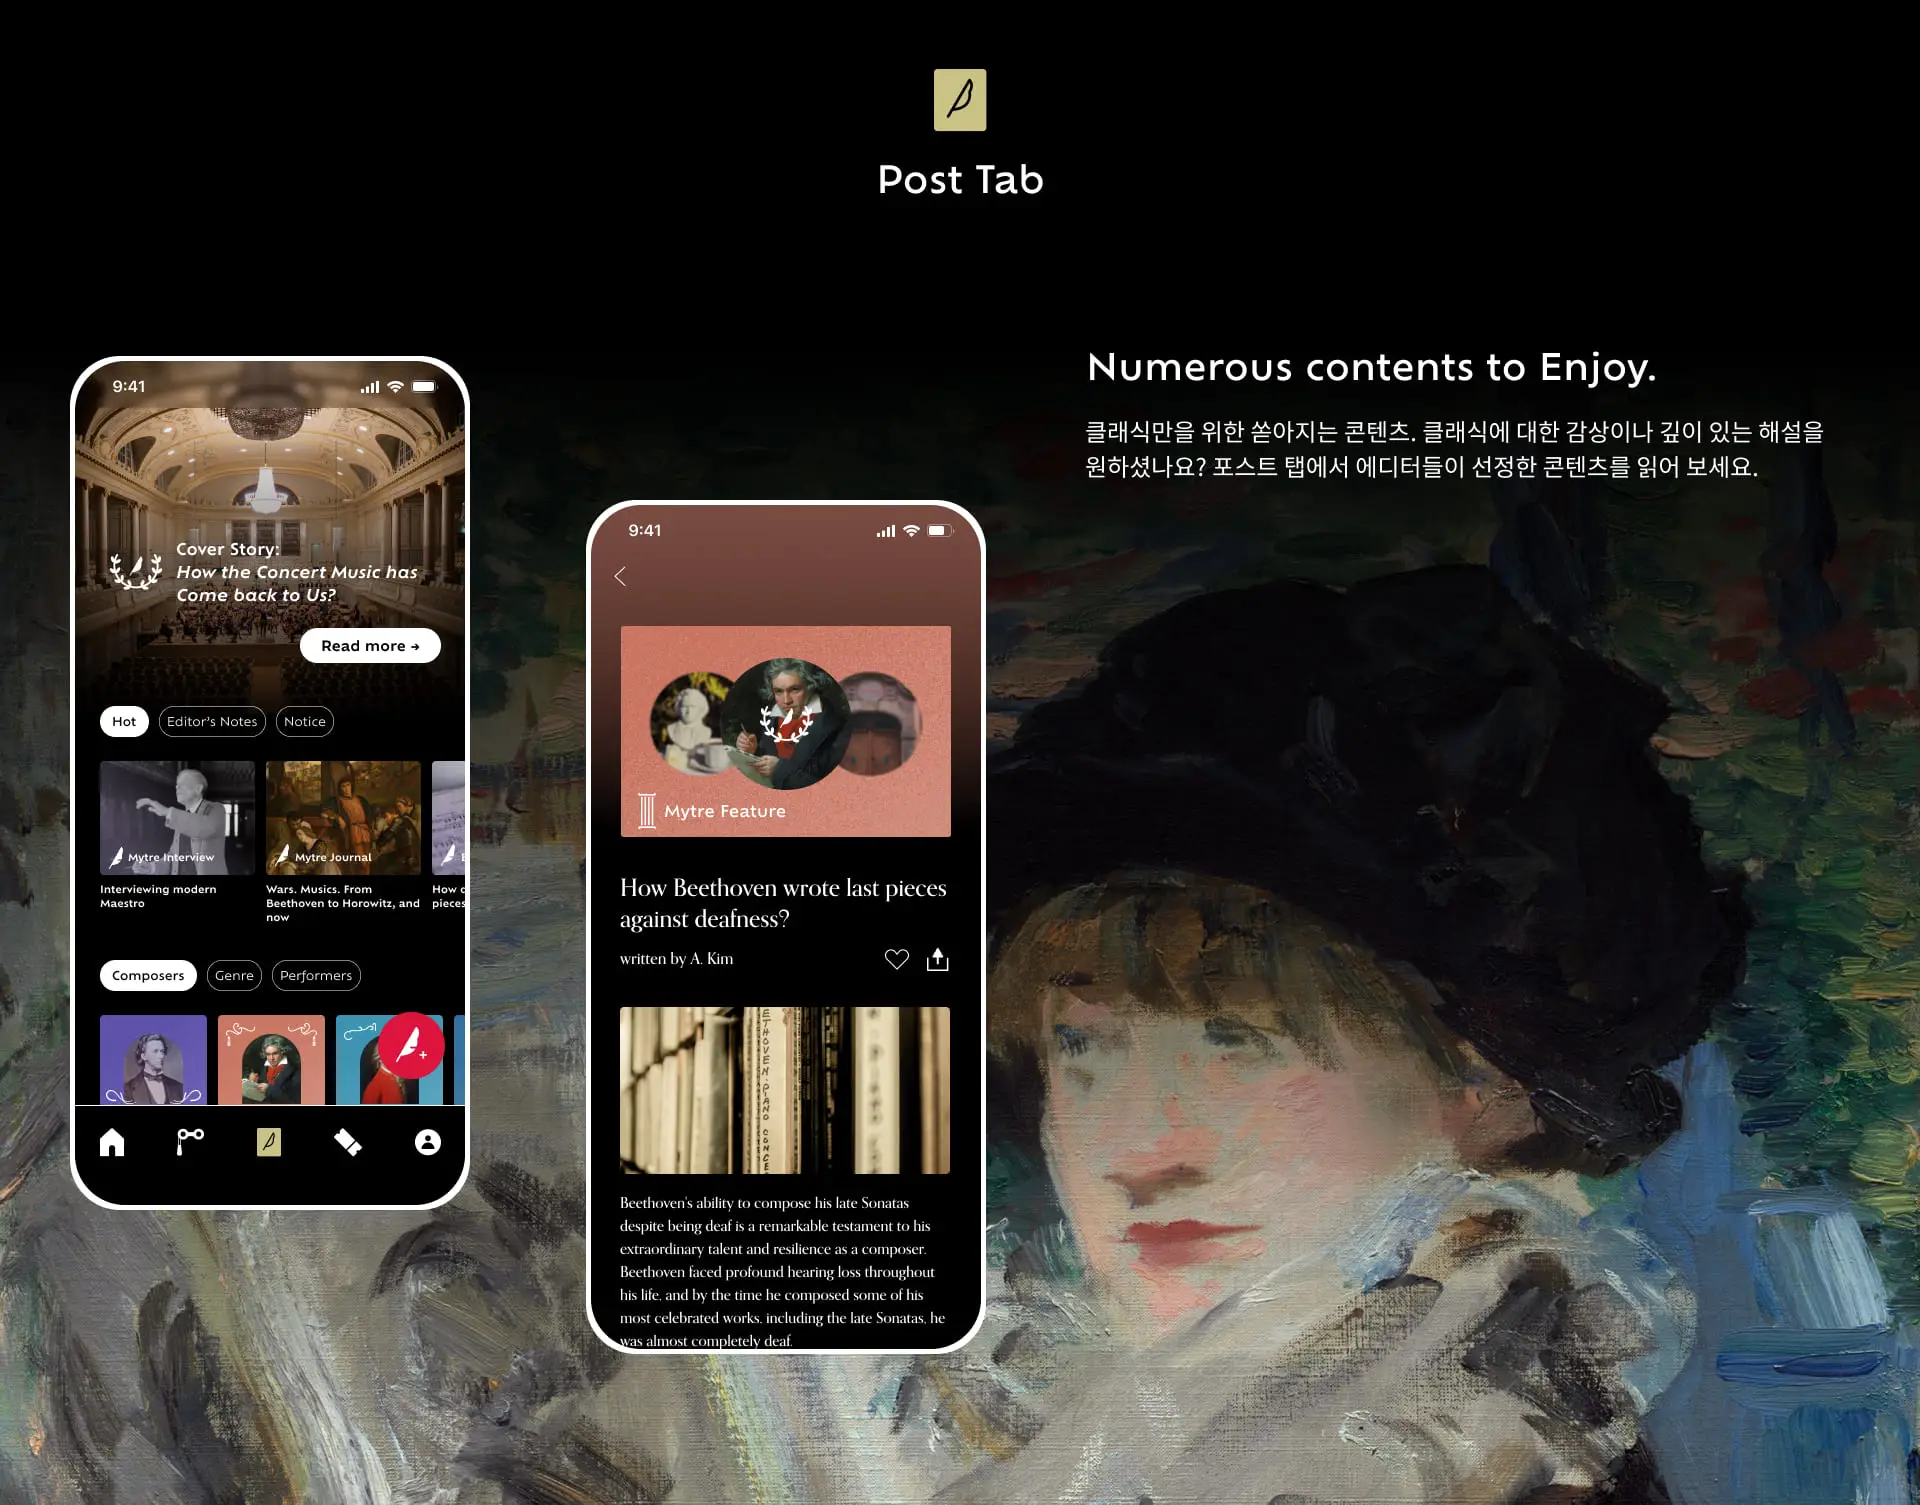 Post Tab
Numerous contents to Enjoy.
클래식만을 위한 쏟아지는 콘텐츠. 클래식에 대한 감상이나 깊이 있는 해설을
원하셨나요? 포스트 탭에서 에디터들이 선정한 콘텐츠를 읽어 보세요.
9:41
Cover Story:
How the Concert Music has
Come back to Us?
Read more →
Hot
Editor's Notes
Notice
Mytre Interview
Interviewing modern
Maestro
Mytre Journal
Wars. Musics. From
Beethoven to Horowitz, and
now
How
pieces
Composers
Genre
Performers
9:41
Mytre Feature
How Beethoven wrote last pieces
against deafness?
written by A. Kim
PIANO
Beethoven's ability to compose his late Sonatas
despite being deaf is a remarkable testament to his
extraordinary talent and resilience as a composer.
Beethoven faced profound hearing loss throughout
his life, and by the time he composed some of his
most celebrated works, including the late Sonatas, he
was almost completely deaf.